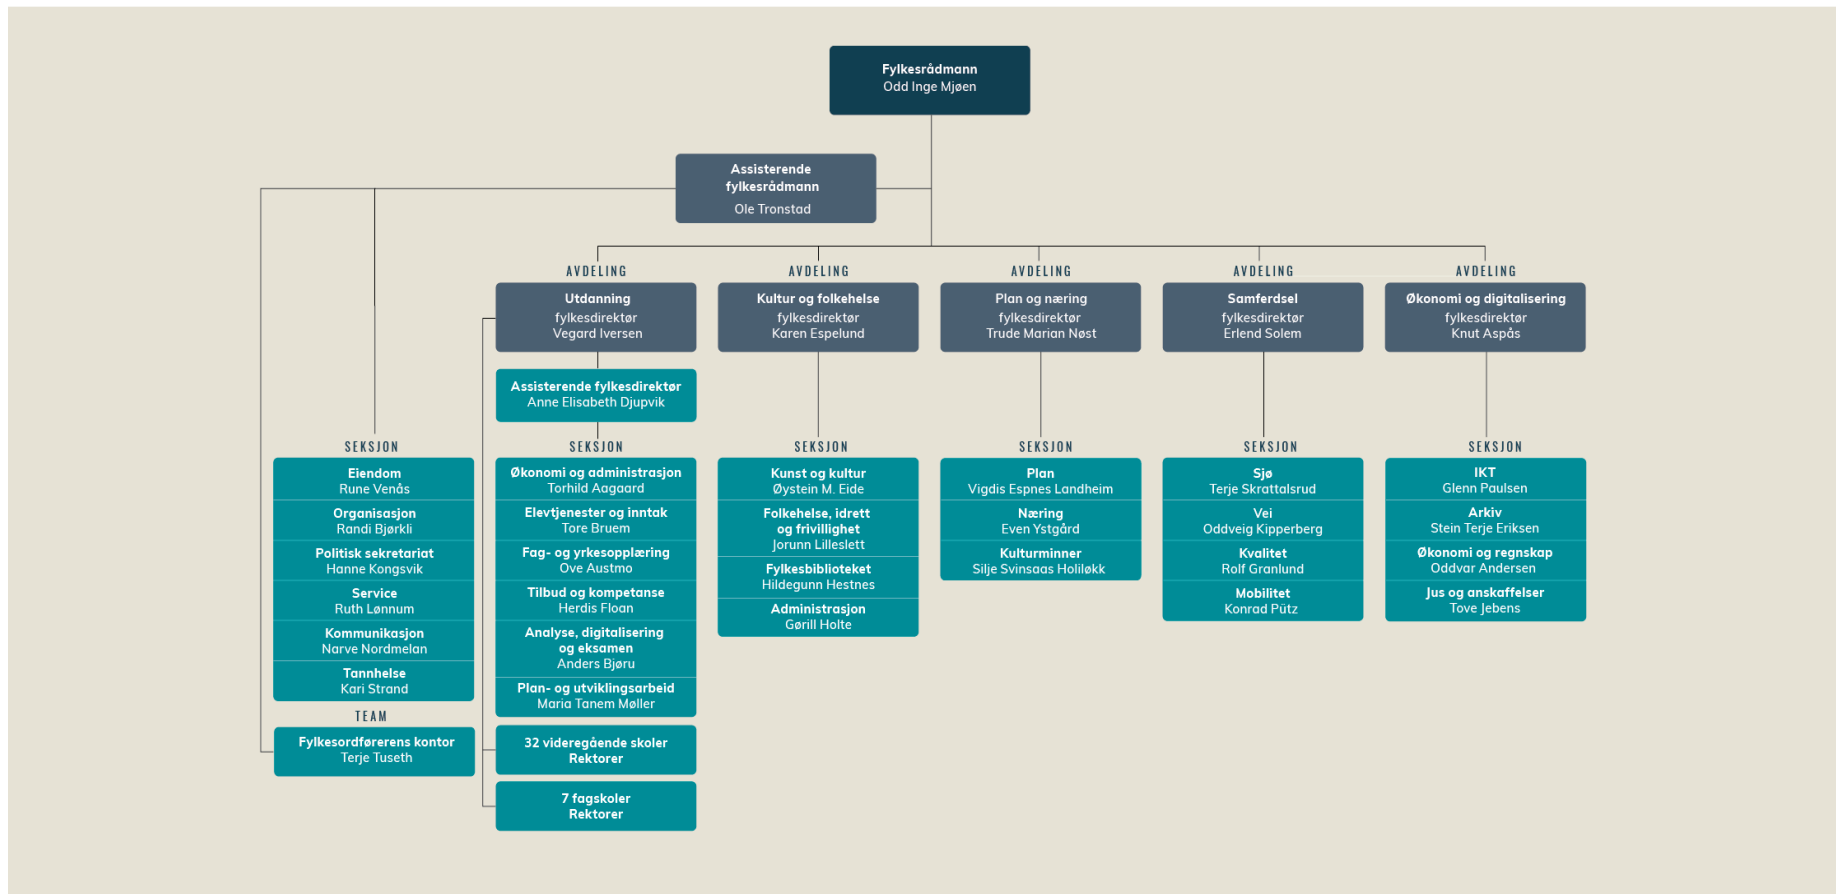 Fylkesrådmann
Odd Inge Mjøen
Assisterende
fylkesrådmann
Ole Tronstad
AVDELING
Utdanning
fylkesdirektør
Vegard Iversen
AVDELING
Kultur og folkehelse
fylkesdirektør
Karen Espelund
AVDELING
Plan og næring
fylkesdirektør
Trude Marian Nøst
AVDELING
Samferdsel
fylkesdirektør
Erlend Solem
AVDELING
Økonomi og digitalisering
fylkesdirektør
Knut Aspås
Assisterende fylkesdirektør
Anne Elisabeth Djupvik
SEKSJON
Eiendom
Rune Venås
Organisasjon
Randi Bjørkli
Politisk sekretariat
Hanne Kongsvik
Service
Ruth Lønnum
Kommunikasjon
Narve Nordmelan
Tannhelse
Kari Strand
TEAM
Fylkesordførerens kontor
Terje Tuseth
SEKSJON
Økonomi og administrasjon
Torhild Aagaard
Elevtjenester og inntak
Tore Bruem
Fag- og yrkesopplæring
Ove Austmo
Tilbud og kompetanse
Herdis Floan
Analyse, digitalisering
og eksamen
Anders Bjøru
Plan- og utviklingsarbeid
Maria Tanem Møller
32 videregående skoler
Rektorer
7 fagskoler
Rektorer
SEKSJON
Kunst og kultur
Øystein M. Eide
Folkehelse, idrett
og frivillighet
Jorunn Lilleslett
Fylkesbiblioteket
Hildegunn Hestnes
Administrasjon
Gørill Holte
SEKSJON
Plan
Vigdis Espnes Landheim
Næring
Even Ystgård
Kulturminner
Silje Svinsaas Holiløkk
SEKSJON
Sjø
Terje Skrattalsrud
Vei
Oddveig Kipperberg
Kvalitet
Rolf Granlund
Mobilitet
Konrad Pütz
SEKSJON
IKT
Glenn Paulsen
Arkiv
Stein Terje Eriksen
Økonomi og regnskap
Oddvar Andersen
Jus og anskaffelser
Tove Jebens